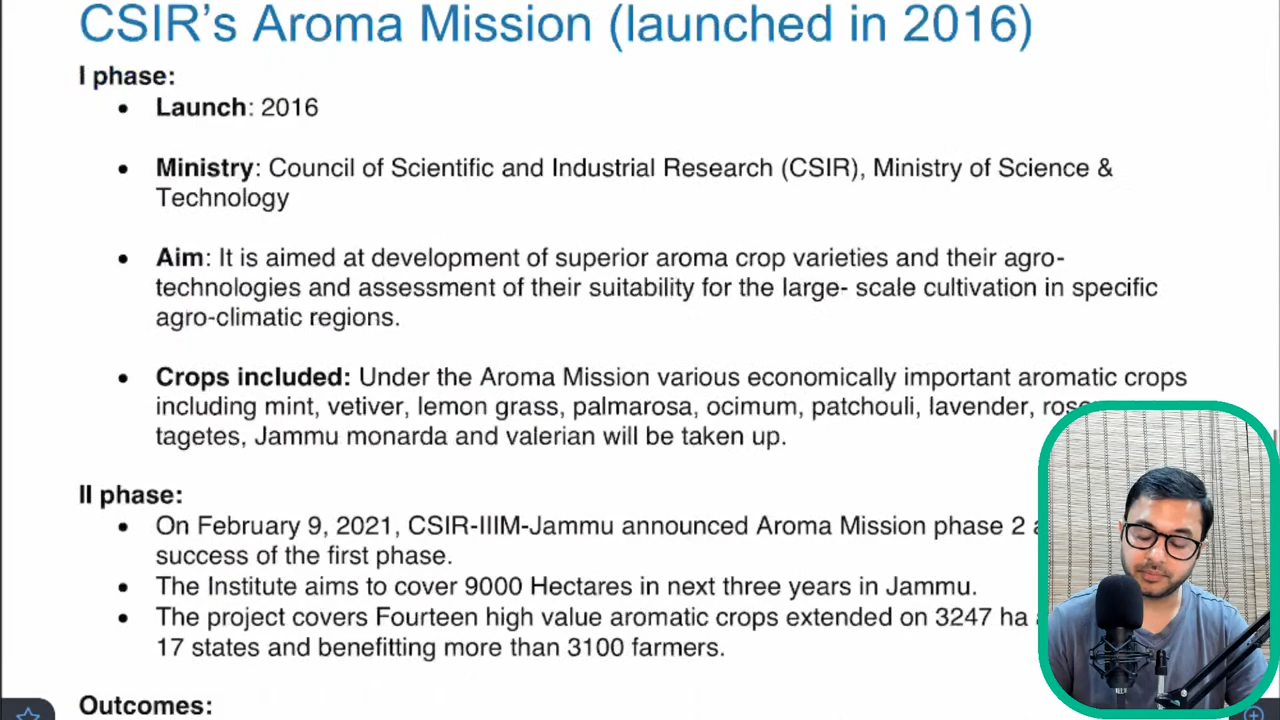 CSIR's Aroma Mission (launched in 2016)
I phase:
• Launch: 2016
• Ministry: Council of Scientific and Industrial Research (CSIR), Ministry of Science &
Technology
• Aim: It is aimed at development of superior aroma crop varieties and their agro-
technologies and assessment of their suitability for the large- scale cultivation in specific
agro-climatic regions.
• Crops included: Under the Aroma Mission various economically important aromatic crops
including mint, vetiver, lemon grass, palmarosa, ocimum, patchouli, lavender,
tagetes, Jammu monarda and valerian will be taken up.
II phase:
• On February 9, 2021, CSIR-IIIM-Jammu announced Aroma Mission phase 2
success of the first phase.
• The Institute aims to cover 9000 Hectares in next three years in Jammu.
• The project covers Fourteen high value aromatic crops extended on 3247 ha
17 states and benefitting more than 3100 farmers.
Outcomes: